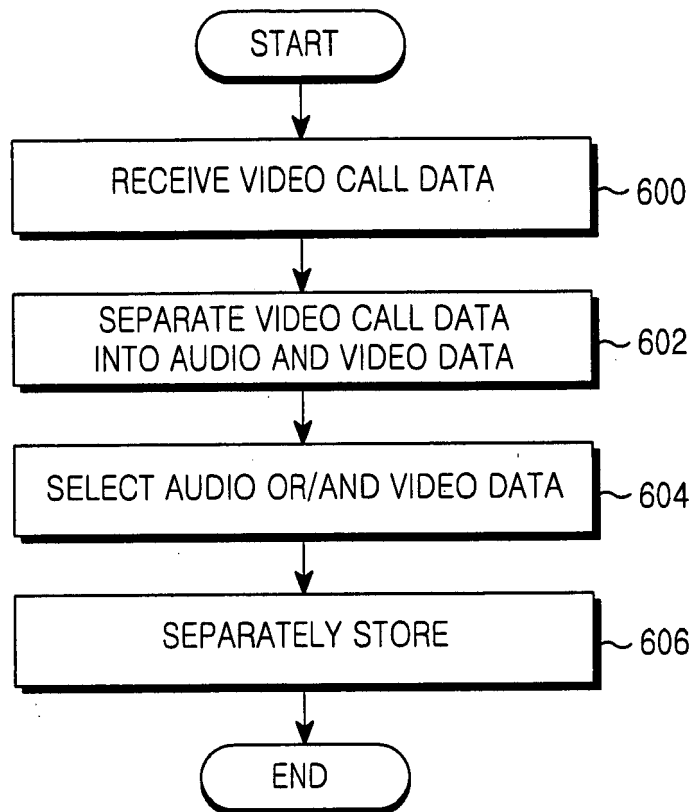 START
RECEIVE VIDEO CALL DATA
600
SEPARATE VIDEO CALL DATA
INTO AUDIO AND VIDEO DATA
602
SELECT AUDIO OR/AND VIDEO DATA
604
SEPARATELY STORE
606
END